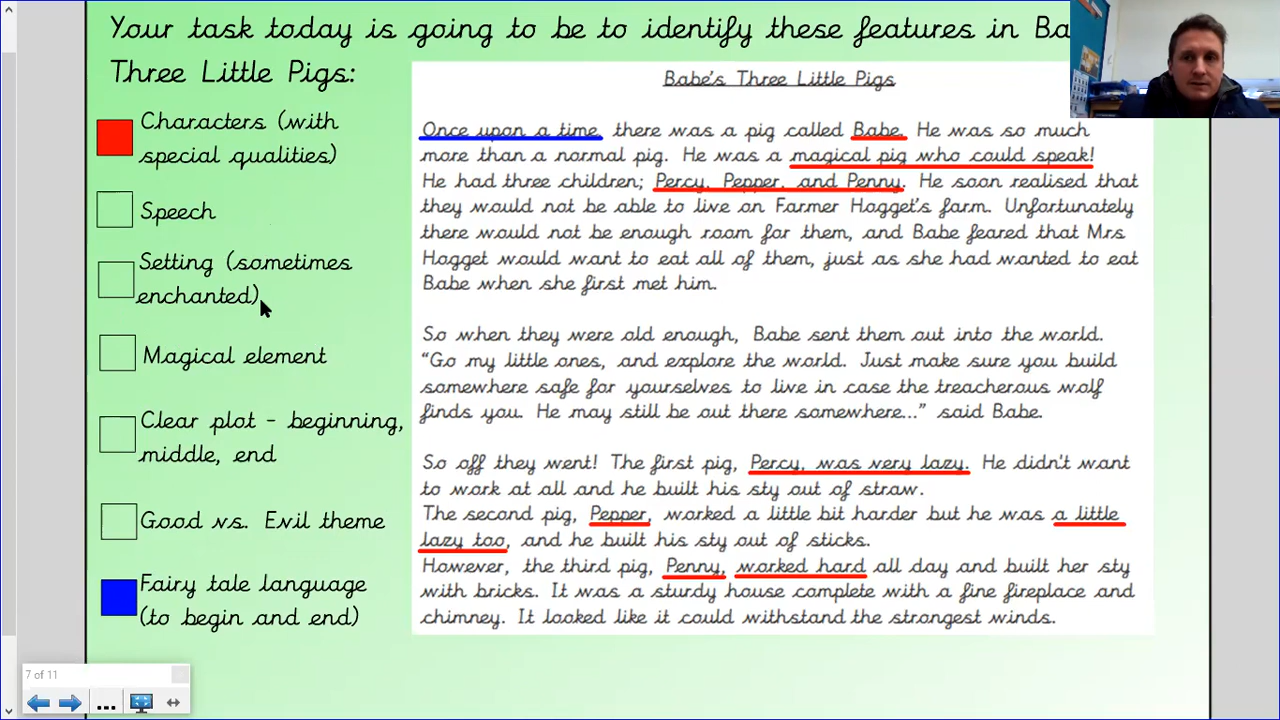 Your task today is going to be to identify these features in
Three Little Pigs:
Characters (with
special qualities)
Speech
Setting (sometimes
enchanted)
Magical element
Clear plot - beginning,
middle, end
Good vs. Evil theme
Fairy tale language
(to begin and end)
Babe's Three Little Pigs
Once upon a time, there was a pig called Babe. He was so much
more than a normal pig. He was a magical pig who could speak!
He had three children; Percy, Pepper, and Penny. He soon realised that
they would not be able to live on Farmer Hogget's farm. Unfortunately
there would not be enough room for them, and Babe feared that Mrs
Hogget would want to eat all of them, just as she had wanted to eat
Babe when she first met him.
So when they were old enough, Babe sent them out into the world.
“Go my little ones, and explore the world. Just make sure you build
somewhere safe for yourselves to live in case the treacherous wolf
finds you. He may still be out there somewhere...” said Babe.
So off they went! The first pig, Percy, was very lazy. He didn't want
to work at all and he built his sty out of straw.
The second pig, Pepper, worked a little bit harder but he was a little
lazy too, and he built his sty out of sticks.
However, the third pig, Penny, worked hard all day and built her sty
with bricks. It was a sturdy house complete with a fine fireplace and
chimney. It looked like it could withstand the strongest winds.
7 of 11